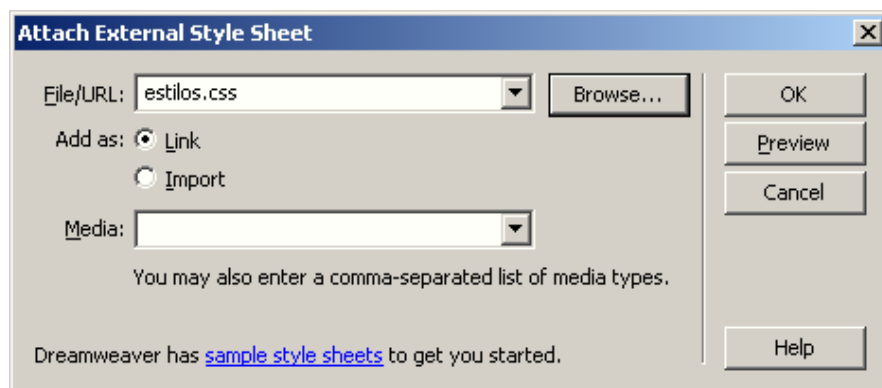 Attach External Style Sheet
File/URL: estilos.css Browse... OK
Add as: Link Preview
Import Cancel
Media:
You may also enter a comma-separated list of media types.
Dreamweaver has sample style sheets to get you started. Help